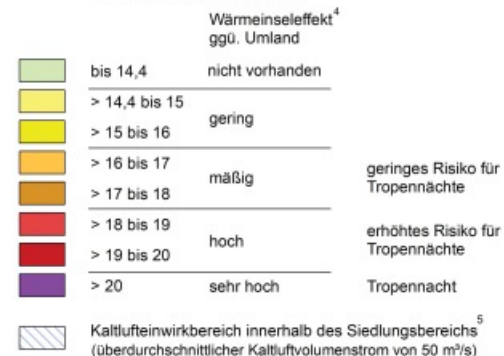 Wärmeinseleffekt⁴
ggü. Umland
bis 14,4 nicht vorhanden
> 14,4 bis 15
gering
> 15 bis 16
> 16 bis 17
mäßig
geringes Risiko für
Tropennächte
> 17 bis 18
> 18 bis 19
hoch
erhöhtes Risiko für
Tropennächte
> 19 bis 20
> 20 sehr hoch Tropennacht
Kaltlufteinwirkbereich innerhalb des Siedlungsbereichs⁵
(überdurchschnittlicher Kaltluftvolumenstrom von 50 m³/s)